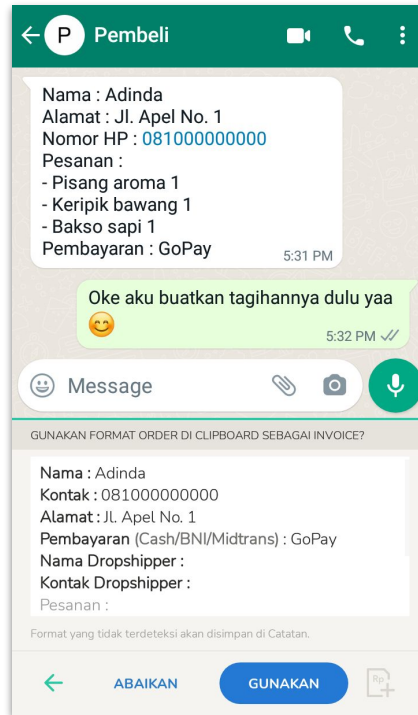 P Pembeli
Nama : Adinda
Alamat : Jl. Apel No. 1
Nomor HP : 081000000000
Pesanan :
- Pisang aroma 1
- Keripik bawang 1
- Bakso sapi 1
Pembayaran : GoPay
5:31 PM
Oke aku buatkan tagihannya dulu yaa
😊
5:32 PM
Message
GUNAKAN FORMAT ORDER DI CLIPBOARD SEBAGAI INVOICE?
Nama : Adinda
Kontak : 081000000000
Alamat : JL. Apel No. 1
Pembayaran (Cash/BNI/Midtrans) : GoPay
Nama Dropshipper :
Kontak Dropshipper :
Pesanan :
Format yang tidak terdeteksi akan disimpan di Catatan.
ABAIKAN GUNAKAN Rp